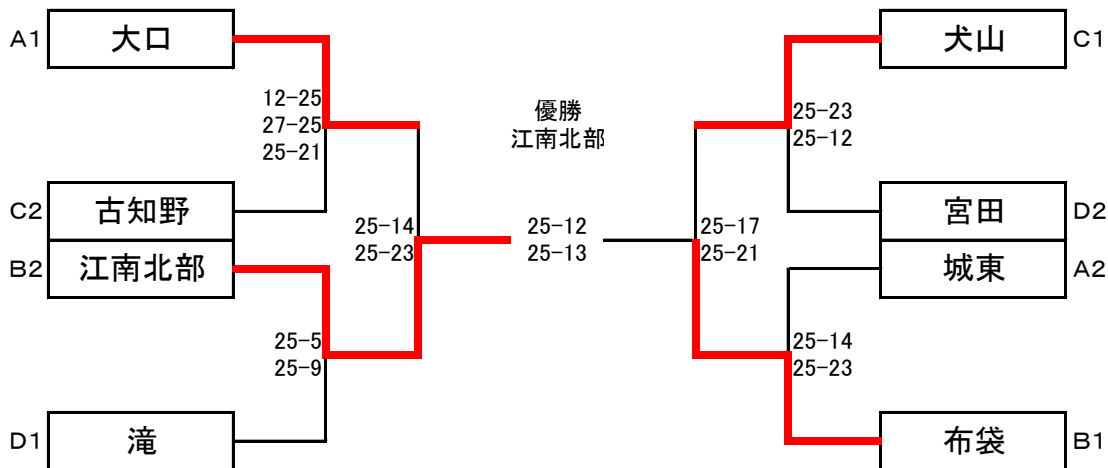 A1 大口
犬山 C1
12-25
27-25
25-21
優勝
江南北部
25-23
25-12
C2 古知野
宮田 D2
25-14
25-23
25-12
25-13
25-17
25-21
B2 江南北部
城東 A2
25-5
25-9
25-14
25-23
D1 滝
布袋 B1